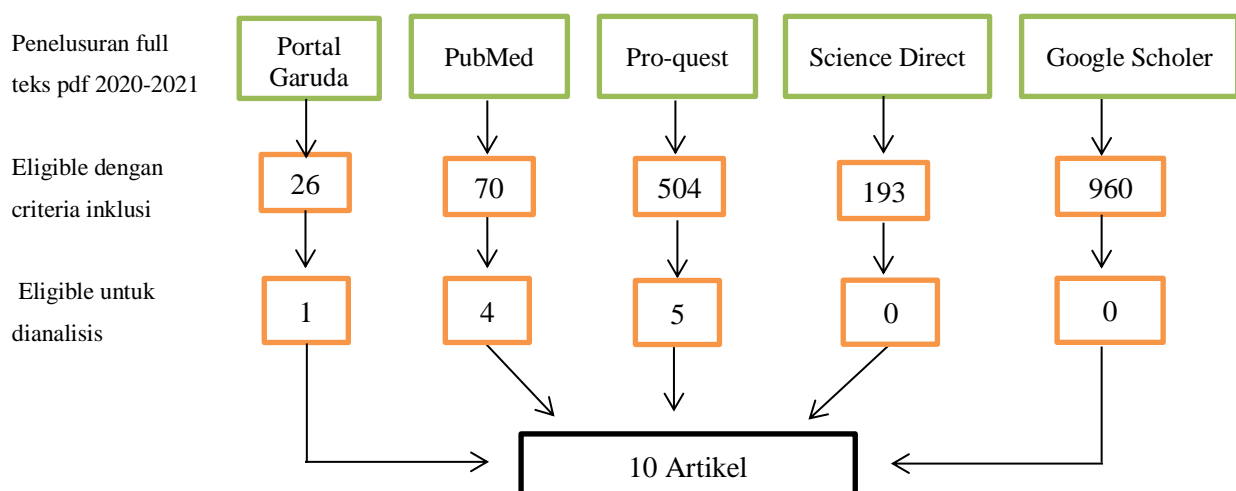 Penelusuran full
teks pdf 2020-2021
Portal
Garuda
PubMed
Pro-quest
Science Direct
Google Scholer
Eligible dengan
criteria inklusi
26
70
504
193
960
Eligible untuk
dianalisis
1
4
5
0
0
10 Artikel